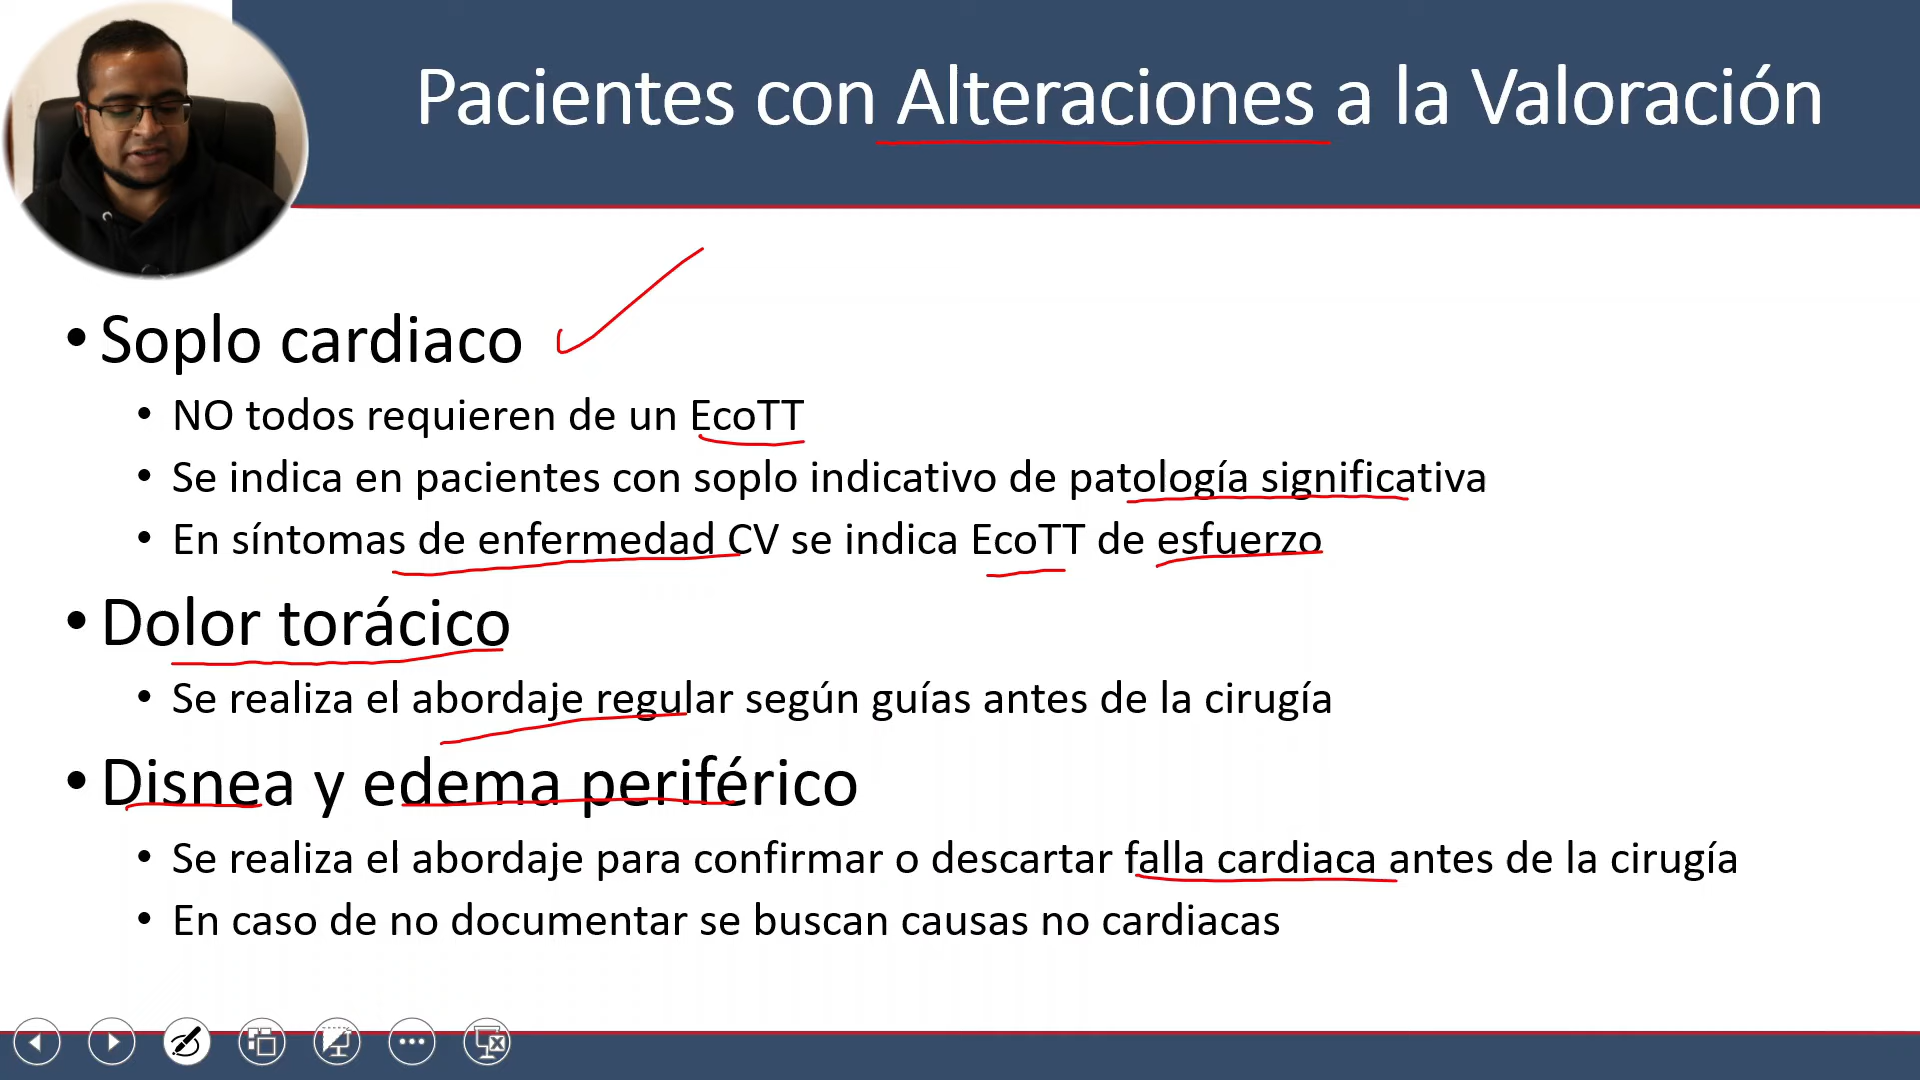 Pacientes con Alteraciones a la Valoración
• Soplo cardiaco
• NO todos requieren de un EcoTT
• Se indica en pacientes con soplo indicativo de patología significativa
• En síntomas de enfermedad CV se indica EcoTT de esfuerzo
• Dolor torácico
• Se realiza el abordaje regular según guías antes de la cirugía
• Disnea y edema periférico
• Se realiza el abordaje para confirmar o descartar falla cardiaca antes de la cirugía
• En caso de no documentar se buscan causas no cardiacas